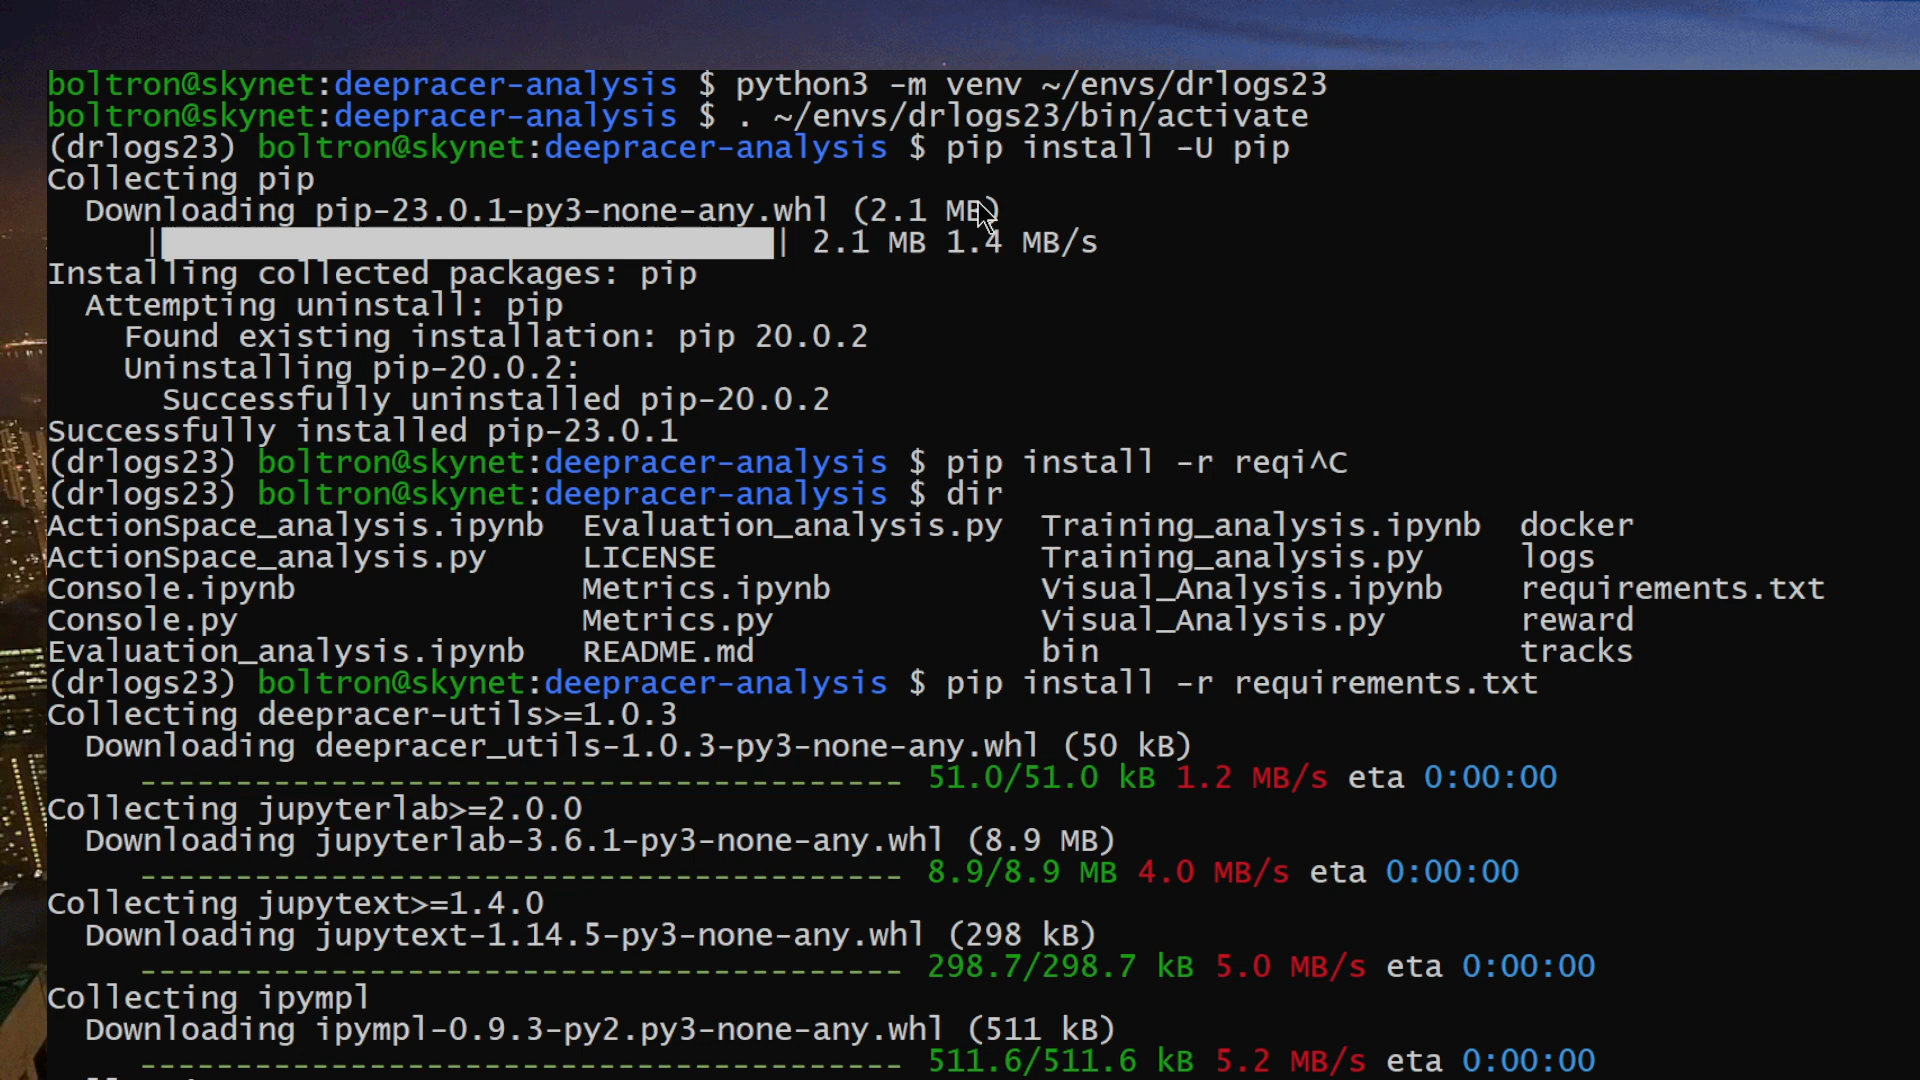 boltron@skynet:deepracer-analysis $ python3 -m venv ~/envs/drlogs23
boltron@skynet:deepracer-analysis $ . ~/envs/drlogs23/bin/activate
(drlogs23) boltron@skynet:deepracer-analysis $ pip install -U pip
Collecting pip
  Downloading pip-23.0.1-py3-none-any.whl (2.1 MB)
     |████████████████████████████████| 2.1 MB 1.4 MB/s
Installing collected packages: pip
  Attempting uninstall: pip
    Found existing installation: pip 20.0.2
    Uninstalling pip-20.0.2:
      Successfully uninstalled pip-20.0.2
Successfully installed pip-23.0.1
(drlogs23) boltron@skynet:deepracer-analysis $ pip install -r reqi^C
(drlogs23) boltron@skynet:deepracer-analysis $ dir
ActionSpace_analysis.ipynb  Evaluation_analysis.py  Training_analysis.ipynb  docker
ActionSpace_analysis.py     LICENSE                 Training_analysis.py     logs
Console.ipynb               Metrics.ipynb           Visual_Analysis.ipynb    requirements.txt
Console.py                  Metrics.py              Visual_Analysis.py       reward
Evaluation_analysis.ipynb   README.md               bin                      tracks
(drlogs23) boltron@skynet:deepracer-analysis $ pip install -r requirements.txt
Collecting deepracer-utils>=1.0.3
  Downloading deepracer_utils-1.0.3-py3-none-any.whl (50 kB)
     ---------------------------------------- 51.0/51.0 kB 1.2 MB/s eta 0:00:00
Collecting jupyterlab>=2.0.0
  Downloading jupyterlab-3.6.1-py3-none-any.whl (8.9 MB)
     ---------------------------------------- 8.9/8.9 MB 4.0 MB/s eta 0:00:00
Collecting jupytext>=1.4.0
  Downloading jupytext-1.14.5-py3-none-any.whl (298 kB)
     ---------------------------------------- 298.7/298.7 kB 5.0 MB/s eta 0:00:00
Collecting ipympl
  Downloading ipympl-0.9.3-py2.py3-none-any.whl (511 kB)
     ---------------------------------------- 511.6/511.6 kB 5.2 MB/s eta 0:00:00